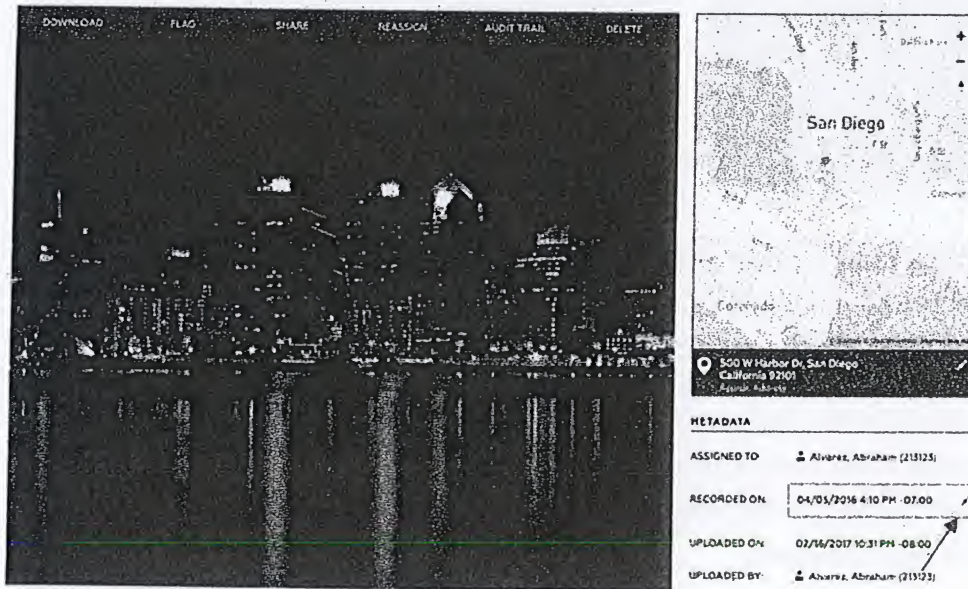 DOWNLOAD FLAG SHARE REASSIGN AUDIT TRAIL DELETE
San Diego
F St
Coronado
500 W Harbor Dr, San Diego
California 92101
METADATA
ASSIGNED TO: Alvarez, Abraham (213123)
RECORDED ON: 04/05/2016 4:10 PM -07:00
UPLOADED ON: 02/16/2017 10:31 PM -08:00
UPLOADED BY: Alvarez, Abraham (213123)